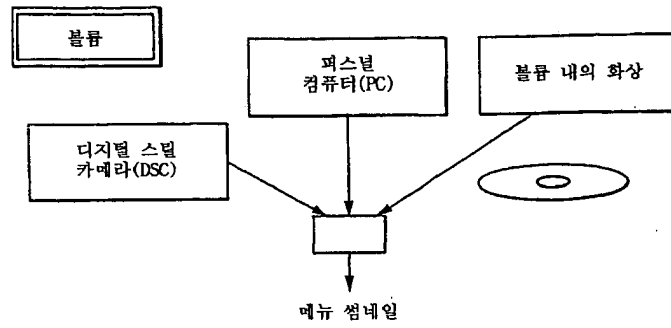 볼륨
퍼스널
컴퓨터(PC)
볼륨 내의 화상
디지털 스틸
카메라(DSC)
메뉴 썸네일